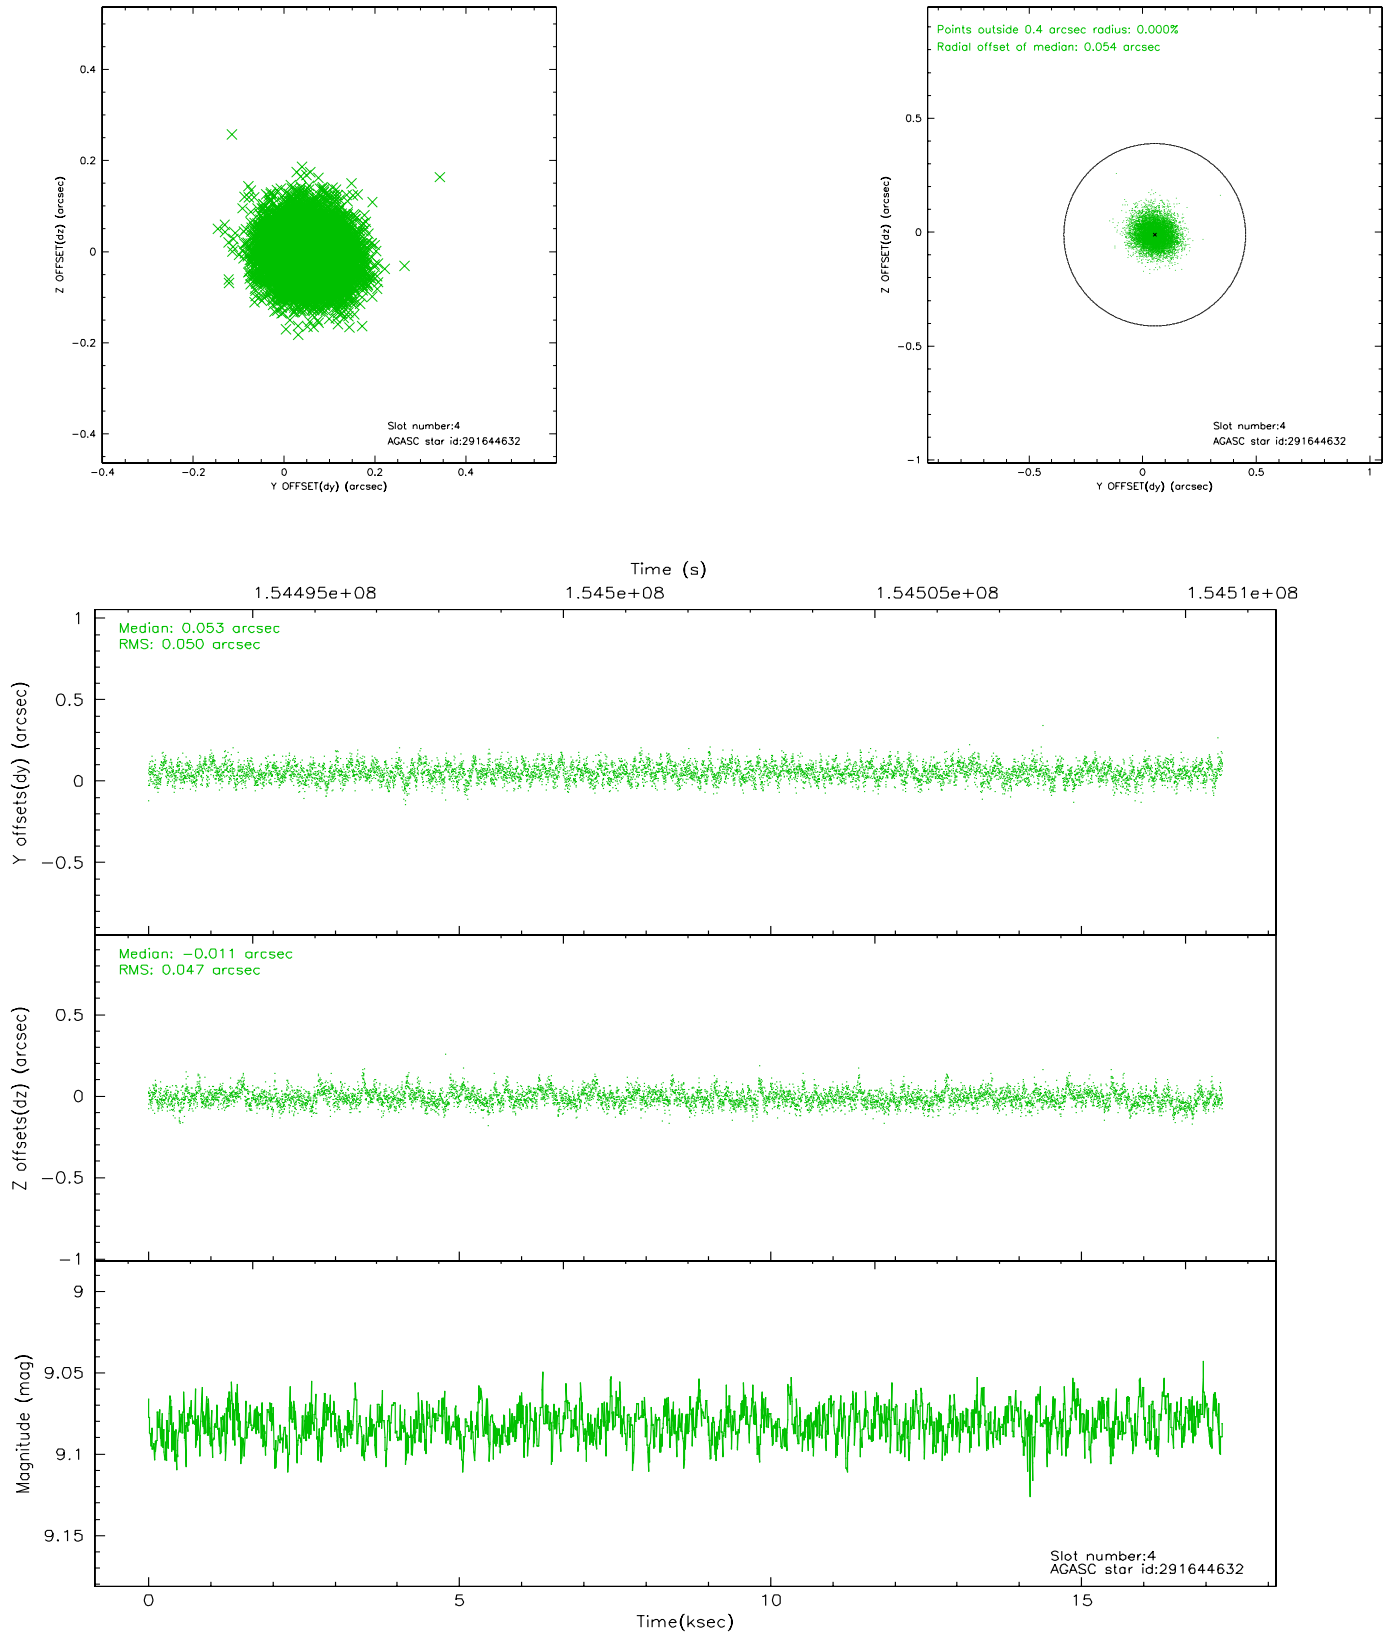 0.4
0.2
0
−0.2
−0.4
Z OFFSET(dz) (arcsec)
−0.4
−0.2
0
0.2
0.4
Y OFFSET(dy) (arcsec)
Slot number:4
AGASC star id:291644632
Points outside 0.4 arcsec radius: 0.000%
Radial offset of median: 0.054 arcsec
0.5
0
−0.5
−1
Z OFFSET(dz) (arcsec)
−0.5
0
0.5
1
Y OFFSET(dy) (arcsec)
Slot number:4
AGASC star id:291644632
Time (s)
1.54495e+08
1.545e+08
1.54505e+08
1.5451e+08
Median: 0.053 arcsec
RMS: 0.050 arcsec
1
0.5
0
−0.5
Y offsets(dy) (arcsec)
Median: −0.011 arcsec
RMS: 0.047 arcsec
0.5
0
−0.5
−1
Z offsets(dz) (arcsec)
9
9.05
9.1
9.15
Magnitude (mag)
Slot number:4
AGASC star id:291644632
0
5
10
15
Time(ksec)